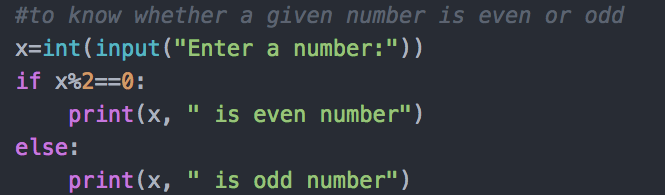 #to know whether a given number is even or odd
x=int(input("Enter a number:"))
if x%2==0:
    print(x, " is even number")
else:
    print(x, " is odd number")